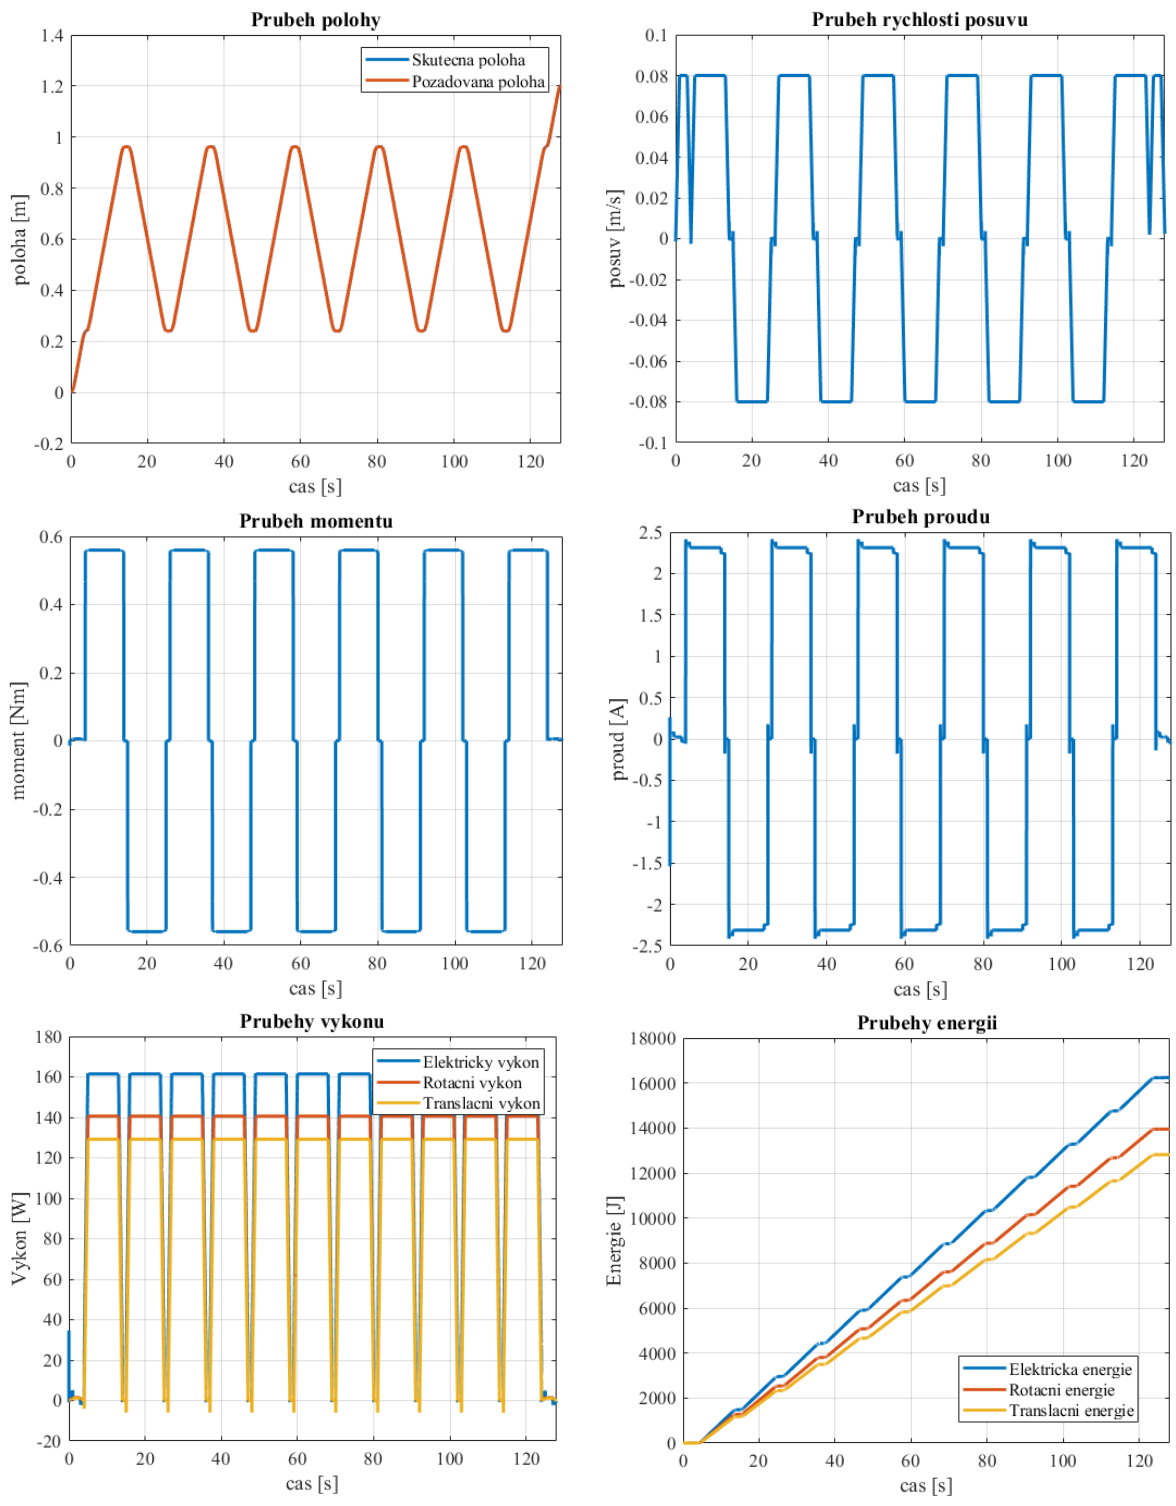 Prubeh polohy
1.4
1.2
1
0.8
0.6
0.4
0.2
0
-0.2
poloha [m]
Skutecna poloha
Pozadovana poloha
0 20 40 60 80 100 120
cas [s]
Prubeh rychlosti posuvu
0.1
0.08
0.06
0.04
0.02
0
-0.02
-0.04
-0.06
-0.08
-0.1
posuv [m/s]
0 20 40 60 80 100 120
cas [s]
Prubeh momentu
0.6
0.4
0.2
0
-0.2
-0.4
-0.6
moment [Nm]
0 20 40 60 80 100 120
cas [s]
Prubeh proudu
2.5
2
1.5
1
0.5
0
-0.5
-1
-1.5
-2
-2.5
proud [A]
0 20 40 60 80 100 120
cas [s]
Prubehy vykonu
180
160
140
120
100
80
60
40
20
0
-20
Vykon [W]
Elektricky vykon
Rotacni vykon
Translacni vykon
0 20 40 60 80 100 120
cas [s]
Prubehy energii
18000
16000
14000
12000
10000
8000
6000
4000
2000
0
Energie [J]
Elektricka energie
Rotacni energie
Translacni energie
0 20 40 60 80 100 120
cas [s]